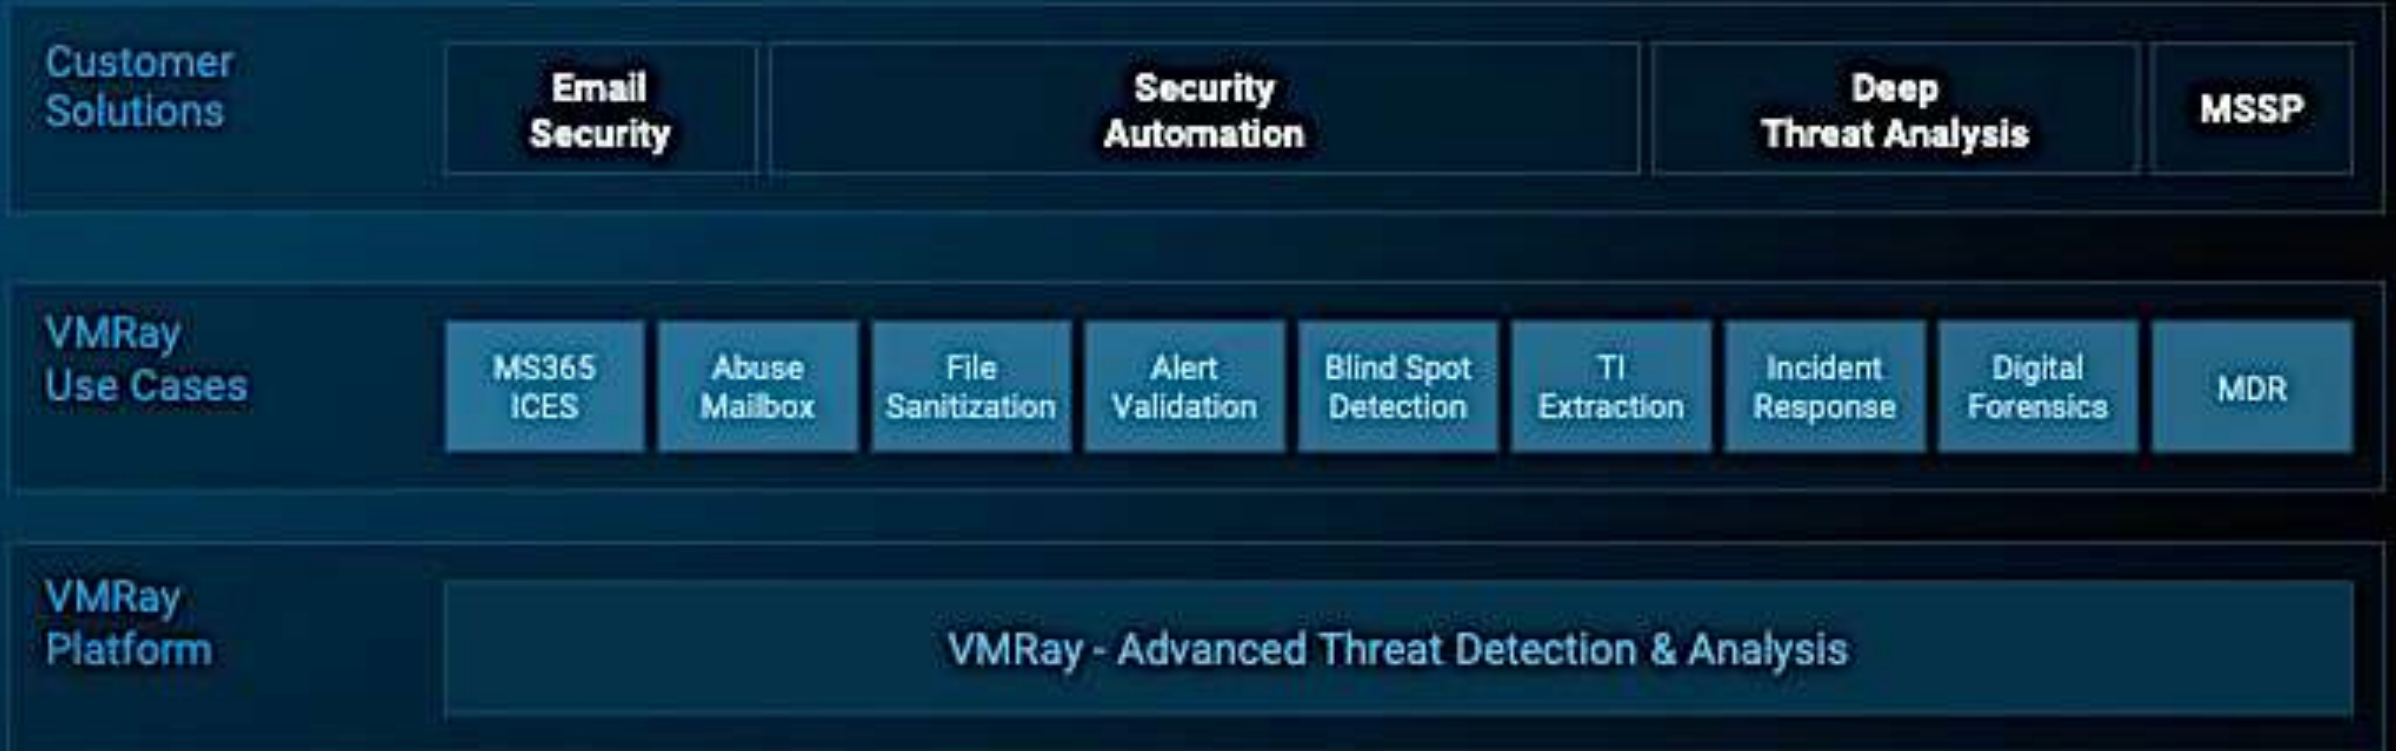 Customer
Solutions
Email
Security
Security
Automation
Deep
Threat Analysis
MSSP
VMRay
Use Cases
MS365
ICES
Abuse
Mailbox
File
Sanitization
Alert
Validation
Blind Spot
Detection
TI
Extraction
Incident
Response
Digital
Forensics
MDR
VMRay
Platform
VMRay - Advanced Threat Detection & Analysis